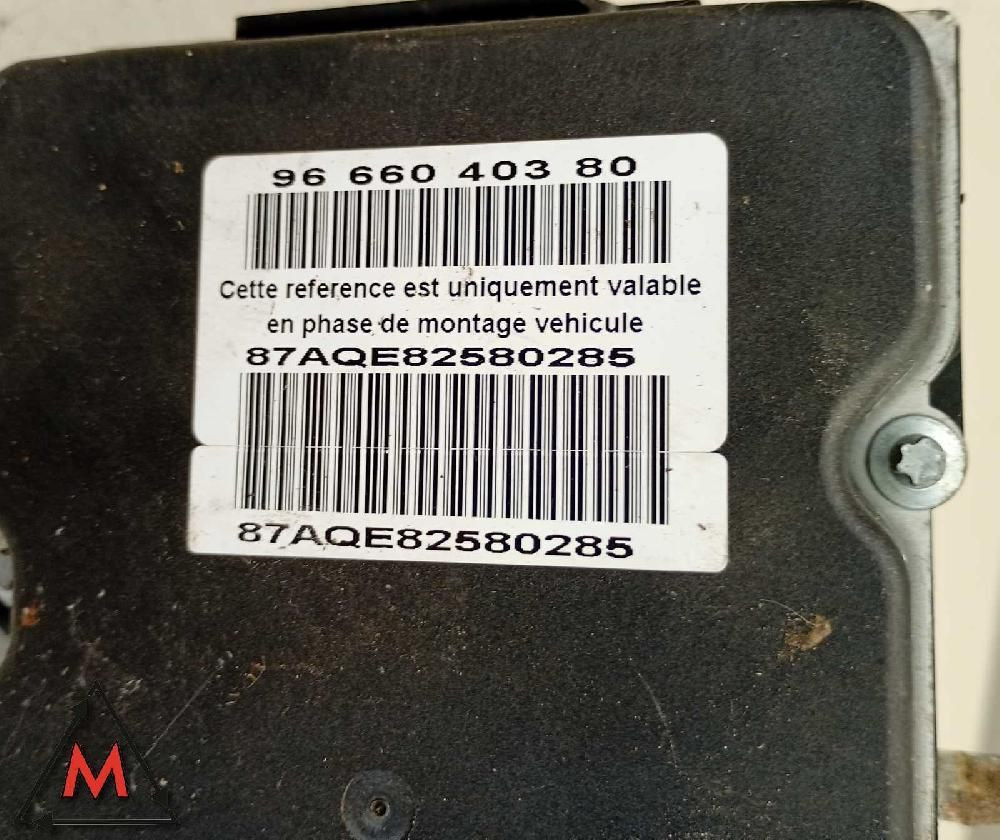 96 660 403 80
Cette reference est uniquement valable
en phase de montage vehicule
87AQE82580285
87AQE82580285
M